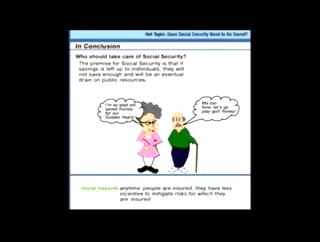 Hot Topic: Does Social Security Need to Be Saved?
In Conclusion
Who should take care of Social Security?
The premise for Social Security is that if
savings is left up to individuals, they will
not save enough and will be an eventual
drain on public resources.
I'm so glad we
saved money
for our
Golden Years!
Me too
now, let's go
play golf, honey!
moral hazard: anytime people are insured, they have less
incentive to mitigate risks for which they
are insured